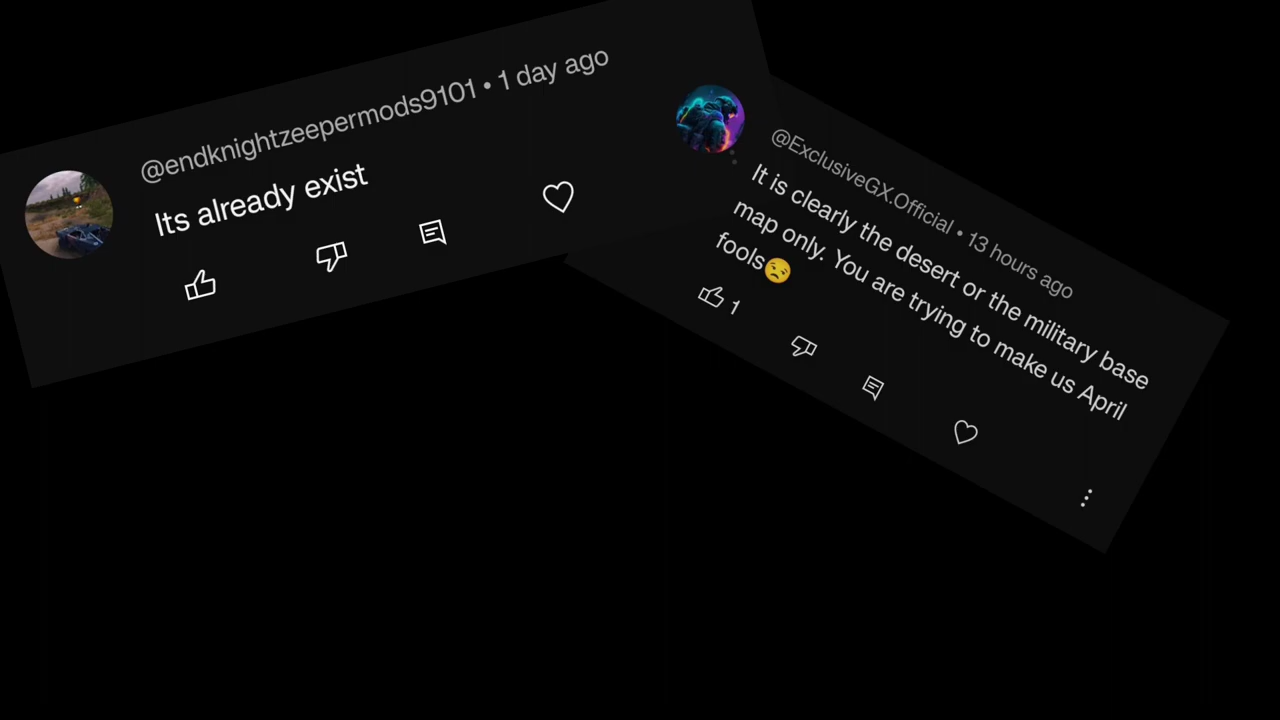 @endknightzeepermods9101 • 1 day ago
Its already exist
@ExclusiveGX.Official • 13 hours ago
It is clearly the desert or the military base
map only. You are trying to make us April
fools😒
1